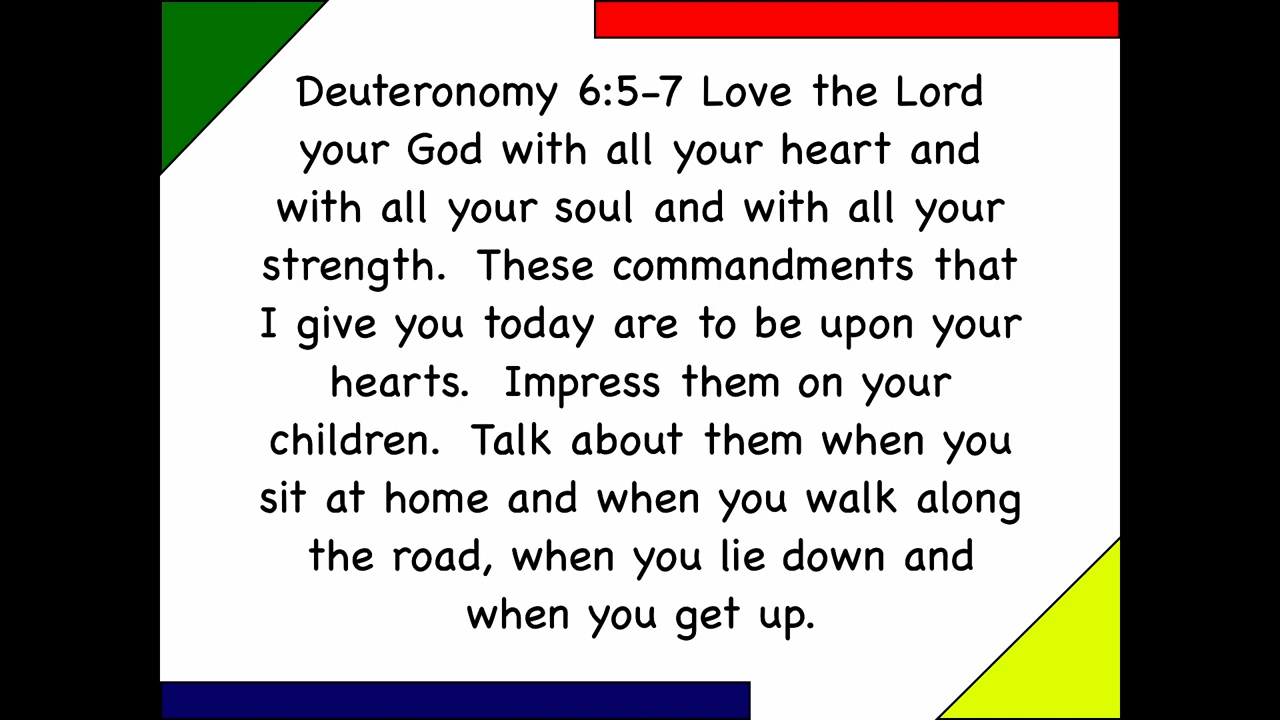 Deuteronomy 6:5-7 Love the Lord
your God with all your heart and
with all your soul and with all your
strength.  These commandments that
I give you today are to be upon your
hearts.  Impress them on your
children.  Talk about them when you
sit at home and when you walk along
the road, when you lie down and
when you get up.